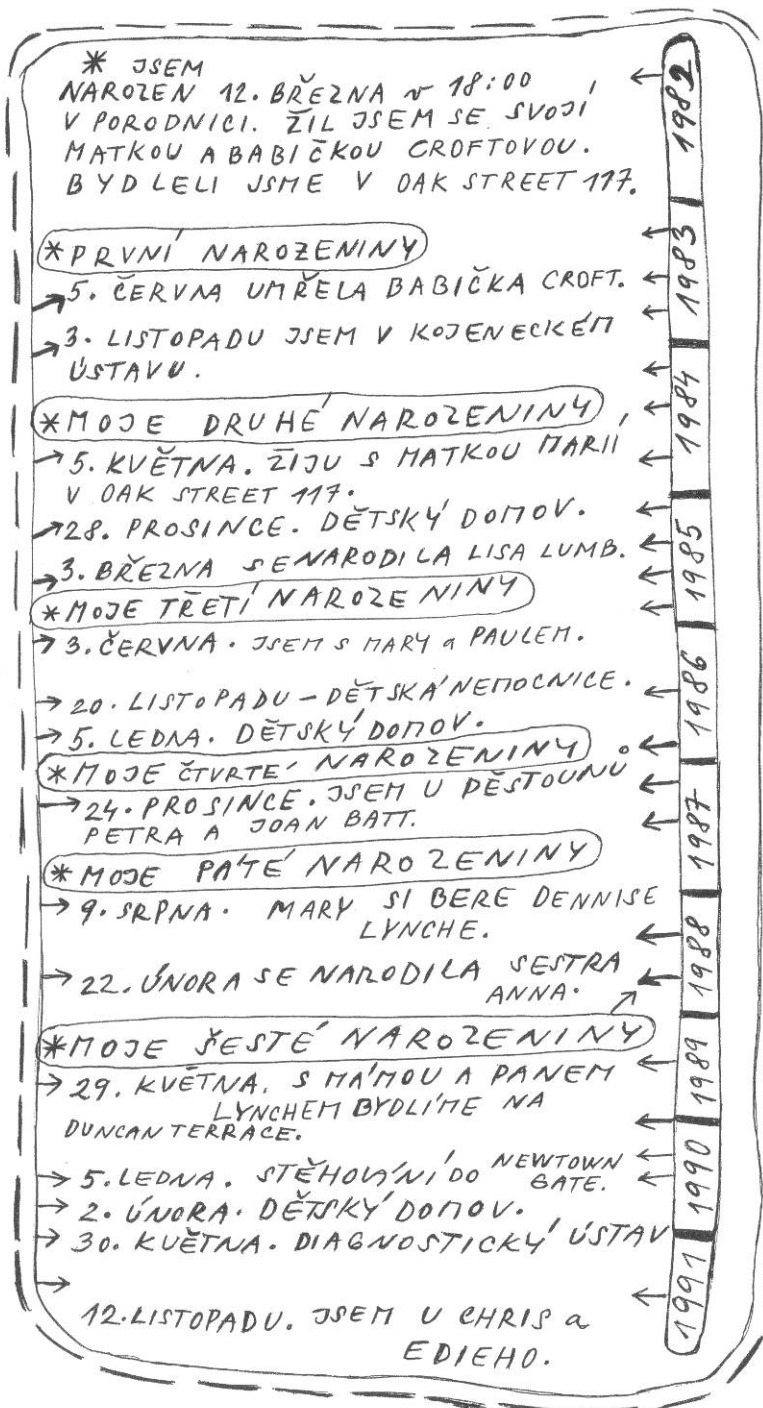 * JSEM
NAROZEN 12. BŘEZNA v 18:00
V PORODNICI. ŽIL JSEM SE SVOJÍ
MATKOU A BABIČKOU CROFTOVOU.
BYDLELI JSME V OAK STREET 117.
*PRVNÍ NAROZENINY
5. ČERVNA UMŘELA BABIČKA CROFT.
3. LISTOPADU JSEM V KOJENECKÉM
ÚSTAVU.
*MOJE DRUHÉ NAROZENINY
5. KVĚTNA. ŽIJU S MATKOU MARII
V OAK STREET 117.
28. PROSINCE. DĚTSKÝ DOMOV.
3. BŘEZNA SE NARODILA LISA LUMB.
*MOJE TŘETÍ NAROZENINY
3. ČERVNA. JSEM S MARY a PAULEM.
20. LISTOPADU - DĚTSKÁ NEMOCNICE.
5. LEDNA. DĚTSKÝ DOMOV.
*MOJE ČTVRTÉ NAROZENINY
24. PROSINCE. JSEM U PĚSTOUNŮ
PETRA A JOAN BATT.
*MOJE PÁTÉ NAROZENINY
9. SRPNA. MARY SI BERE DENNISE
LYNCHE.
22. ÚNORA SE NARODILA SESTRA
ANNA.
*MOJE ŠESTÉ NAROZENINY
29. KVĚTNA. S MÁMOU A PANEM
LYNCHEM BYDLÍME NA
DUNCAN TERRACE.
5. LEDNA. STĚHOVÁNÍ DO NEWTOWN
GATE.
2. ÚNORA. DĚTSKÝ DOMOV.
30. KVĚTNA. DIAGNOSTICKÝ ÚSTAV
12. LISTOPADU. JSEM U CHRIS a
EDIEHO.
1982
1983
1984
1985
1986
1987
1988
1989
1990
1991